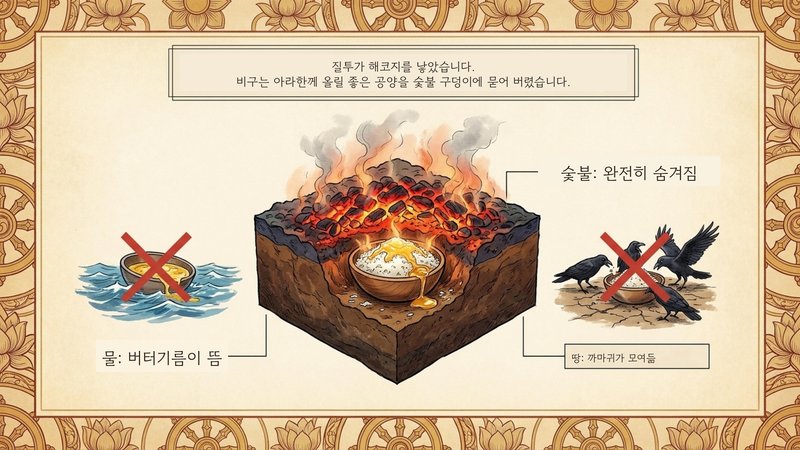 질투가 해코지를 낳았습니다.
비구는 아라한께 올릴 좋은 공양을 숯불 구덩이에 묻어 버렸습니다.
숯불: 완전히 숨겨짐
물: 버터기름이 뜸
땅: 까마귀가 모여듦